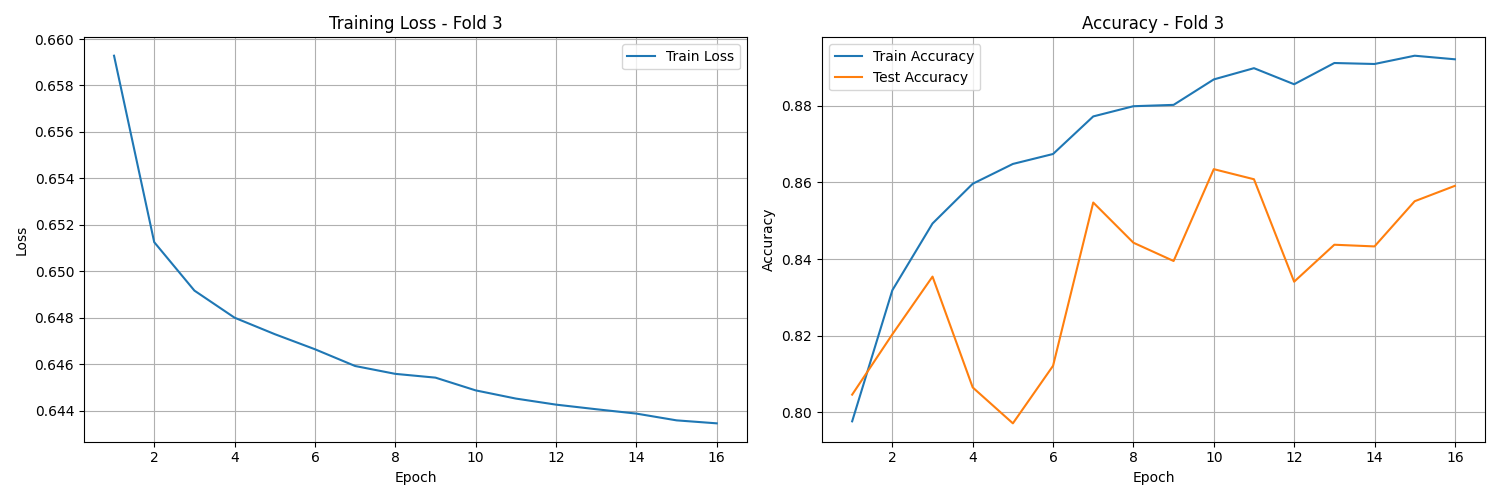 Training Loss - Fold 3
Train Loss
0.660
0.658
0.656
0.654
0.652
0.650
0.648
0.646
0.644
Loss
2 4 6 8 10 12 14 16
Epoch
Accuracy - Fold 3
Train Accuracy
Test Accuracy
0.88
0.86
0.84
0.82
0.80
Accuracy
2 4 6 8 10 12 14 16
Epoch